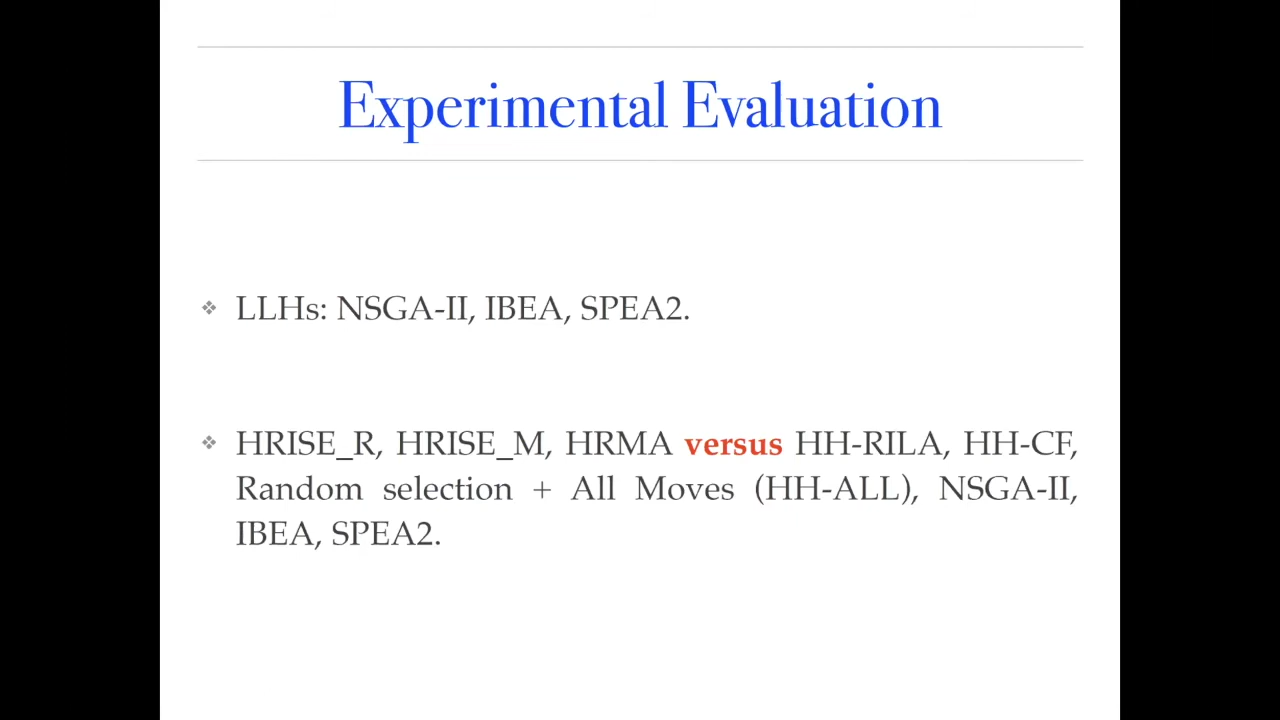 Experimental Evaluation
LLHs: NSGA-II, IBEA, SPEA2.
HRISE_R, HRISE_M, HRMA versus HH-RILA, HH-CF,
Random selection + All Moves (HH-ALL), NSGA-II,
IBEA, SPEA2.